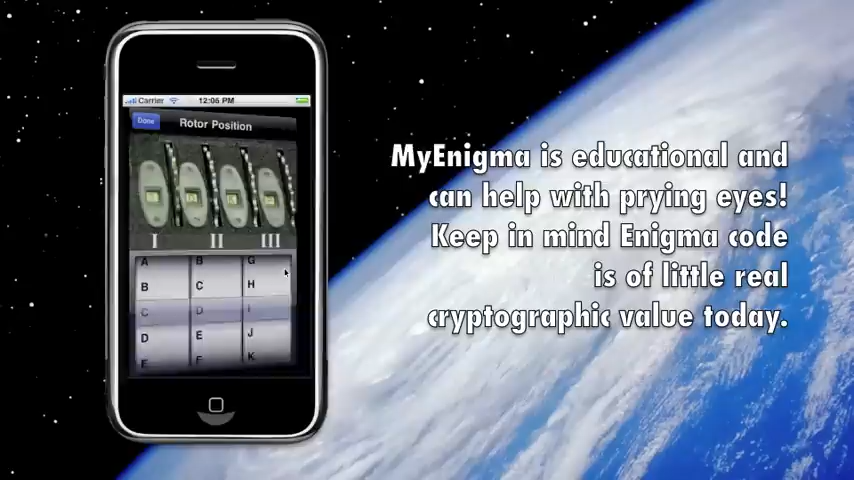 Carrier 12:06 PM
Done Rotor Position
I II III
A B G
B C H
C D I
D E J
E F K
MyEnigma is educational and
can help with prying eyes!
Keep in mind Enigma code
is of little real
cryptographic value today.